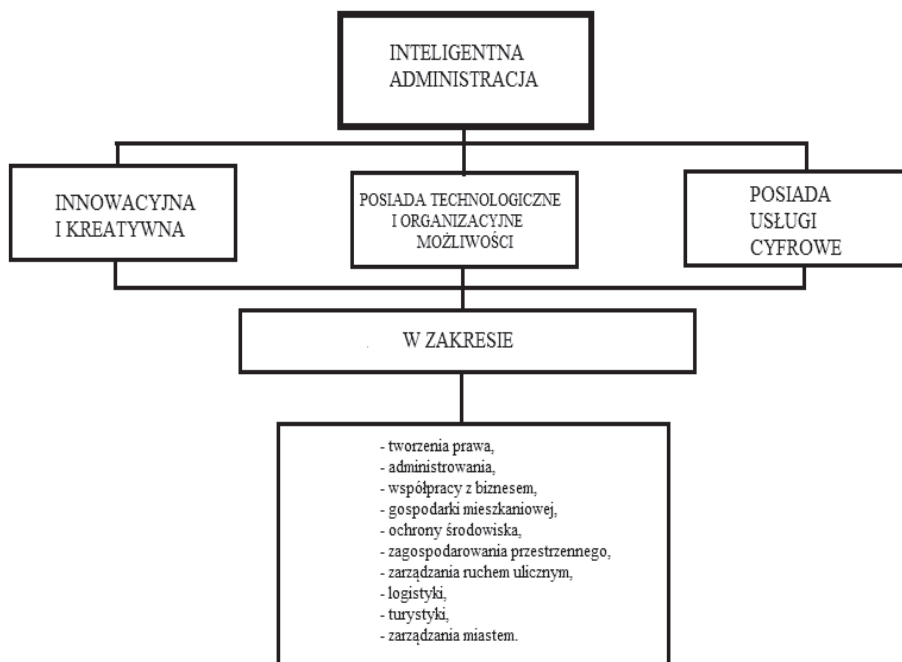 INTELIGENTNA
ADMINISTRACJA
INNOWACYJNA
I KREATYWNA
POSIADA TECHNOLOGICZNE
I ORGANIZACYJNE
MOŻLIWOŚCI
POSIADA
USŁUGI
CYFROWE
W ZAKRESIE
- tworzenia prawa,
- administrowania,
- współpracy z biznesem,
- gospodarki mieszkaniowej,
- ochrony środowiska,
- zagospodarowania przestrzennego,
- zarządzania ruchem ulicznym,
- logistyki,
- turystyki,
- zarządzania miastem.